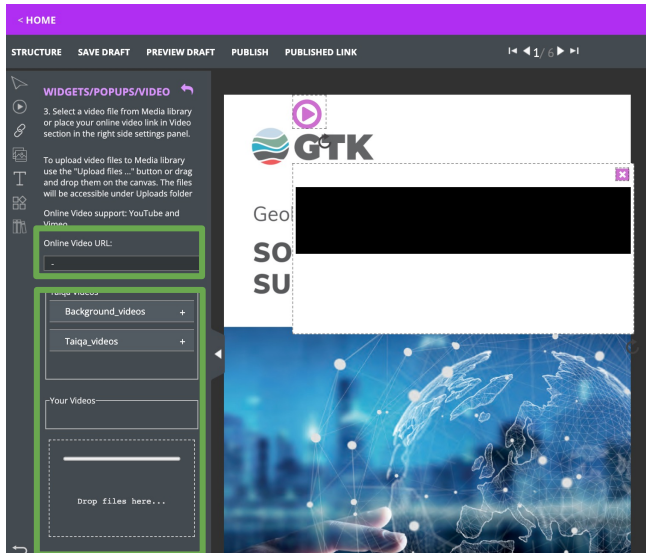 < HOME
STRUCTURE SAVE DRAFT PREVIEW DRAFT PUBLISH PUBLISHED LINK 1/ 6
WIDGETS/POPUPS/VIDEO
3. Select a video file from Media library
or place your online video link in Video
section in the right side settings panel.
To upload video files to Media library
use the "Upload files ..." button or drag
and drop them on the canvas. The files
will be accessible under Uploads folder
Online Video support: YouTube and
Vimeo
Online Video URL:
-
Taiqa Videos
Background_videos +
Taiqa_videos +
Your Videos
Drop files here...
GTK
Geol
SO
SU